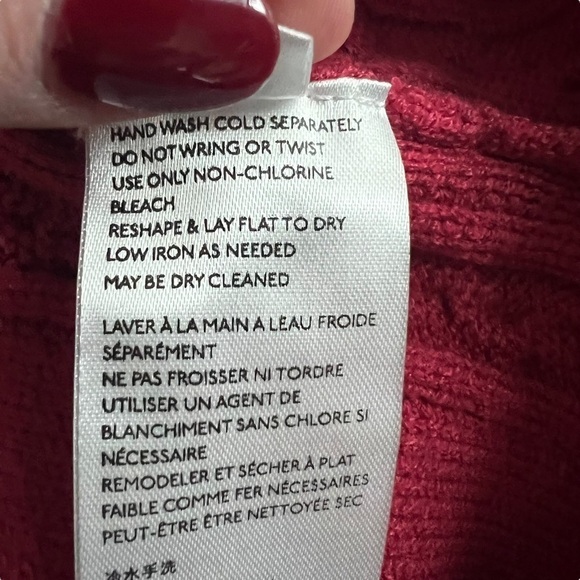 HAND WASH COLD SEPARATELY
DO NOT WRING OR TWIST
USE ONLY NON-CHLORINE
BLEACH
RESHAPE & LAY FLAT TO DRY
LOW IRON AS NEEDED
MAY BE DRY CLEANED
LAVER À LA MAIN A LEAU FROIDE
SÉPARÉMENT
NE PAS FROISSER NI TORDRE
UTILISER UN AGENT DE
BLANCHIMENT SANS CHLORE SI
NÉCESSAIRE
REMODELER ET SÉCHER À PLAT
FAIBLE COMME FER NÉCESSAIRES
PEUT-ÊTRE ÊTRE NETTOYÉE SEC
冷水手洗